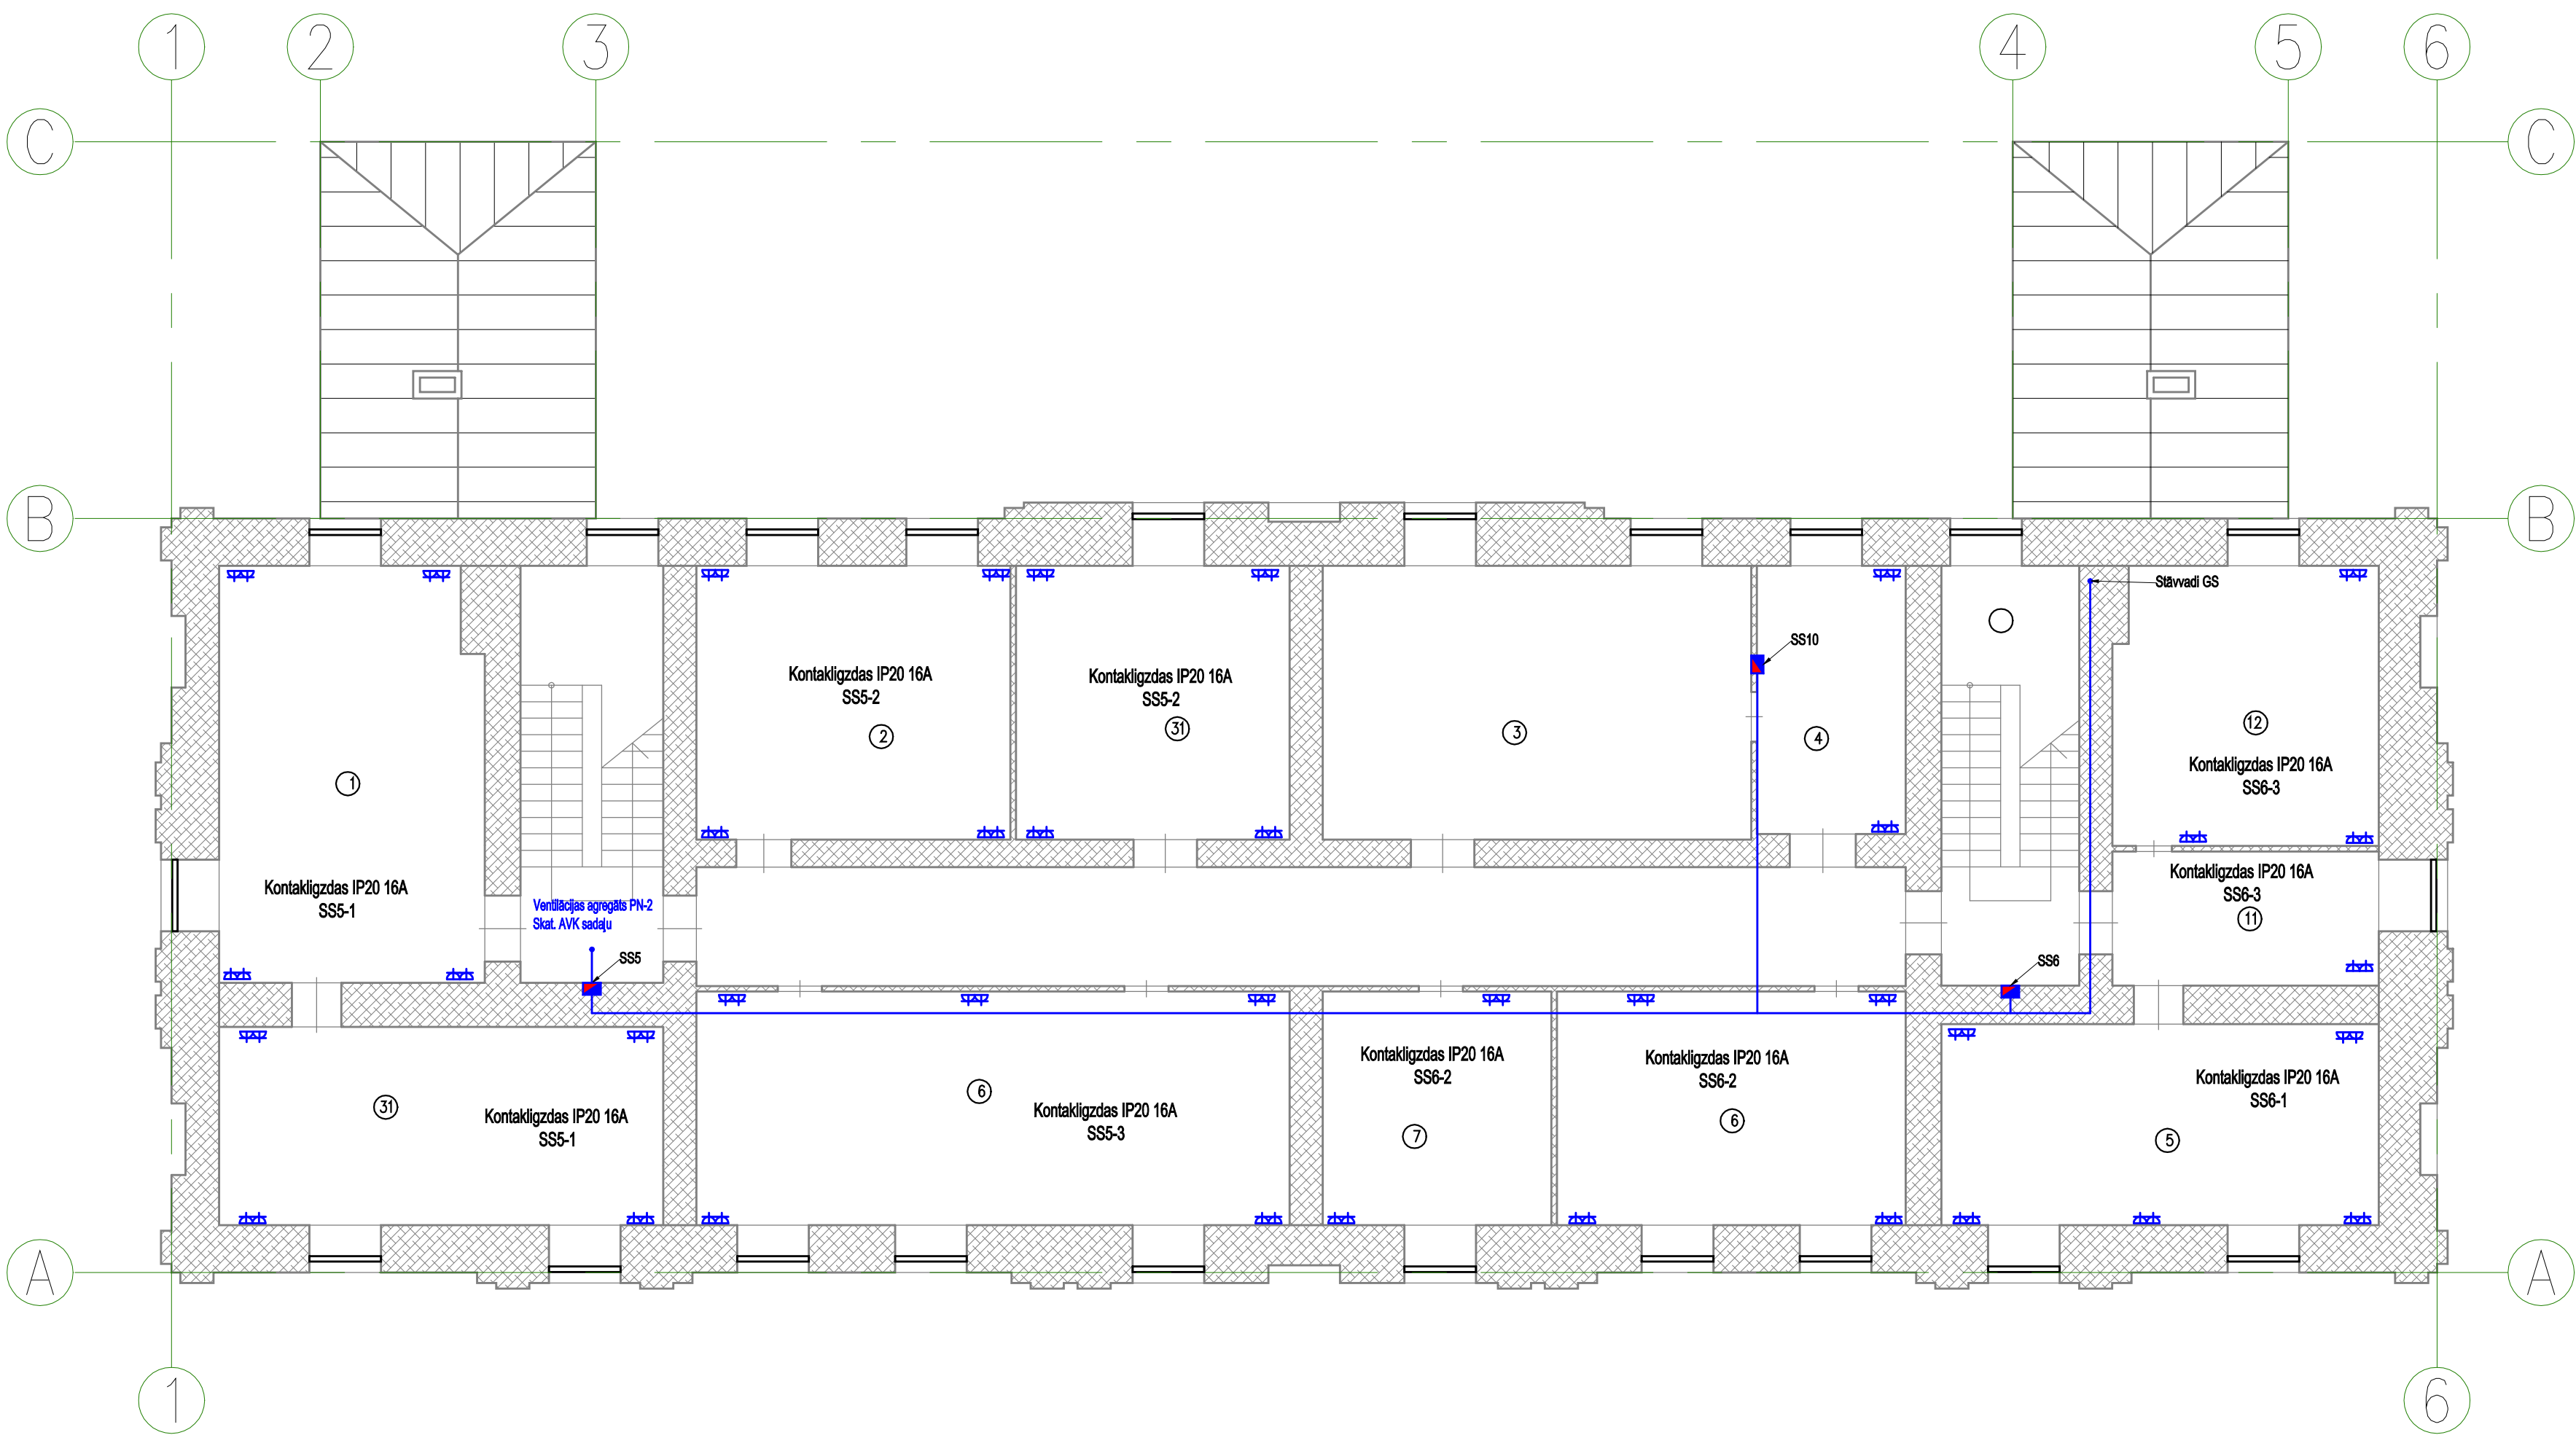 1
2
3
4
5
6
C
C
B
B
Stāvvadi GS
SS10
Kontakligzdas IP20 16A
SS5-2
2
Kontakligzdas IP20 16A
SS5-2
31
3
4
12
Kontakligzdas IP20 16A
SS6-3
1
Kontakligzdas IP20 16A
SS5-1
Ventilācijas agregāts PN-2
Skat. AVK sadaļu
SS5
Kontakligzdas IP20 16A
SS6-3
11
SS6
31
Kontakligzdas IP20 16A
SS5-1
6
Kontakligzdas IP20 16A
SS5-3
Kontakligzdas IP20 16A
SS6-2
7
Kontakligzdas IP20 16A
SS6-2
6
Kontakligzdas IP20 16A
SS6-1
5
A
A
1
6